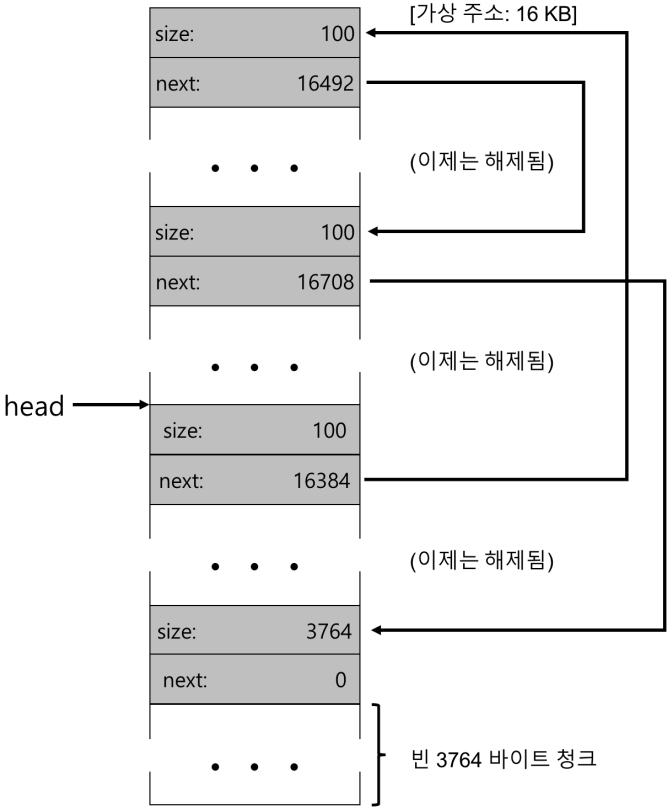 [가상 주소: 16 KB]
size: 100
next: 16492
(이제는 해제됨)
size: 100
next: 16708
(이제는 해제됨)
head
size: 100
next: 16384
(이제는 해제됨)
size: 3764
next: 0
빈 3764 바이트 청크